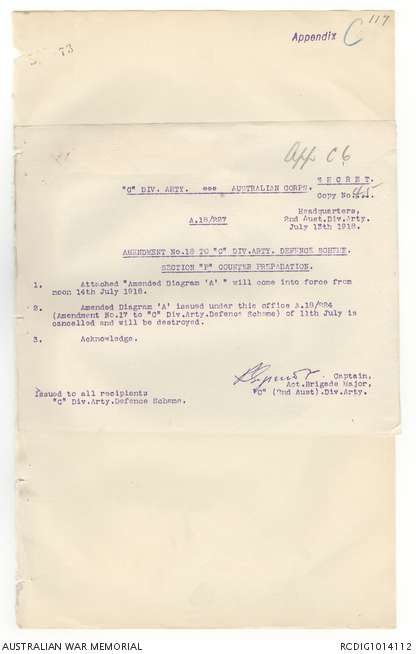 117
Appendix C
73
App C6
S E C R E T.
"C" DIV. ARTY. === AUSTRALIAN CORPS.
Copy No. 45
Headquarters,
A.18/227
2nd Aust.Div.Arty.
July 13th 1918.
AMENDMENT No.18 TO "C" DIV.ARTY. DEFENCE SCHEME.
SECTION "P" COUNTER PREPARATION.
1. Attached "Amended Diagram 'A' " will come into force from
noon 14th July 1918.
2. Amended Diagram 'A' issued under this office A.18/224
(Amendment No.17 to "C" Div.Arty.Defence Scheme) of 11th July is
cancelled and will be destroyed.
3. Acknowledge.
Captain.
Act.Brigade Major,
"C" (2nd Aust).Div.Arty.
Issued to all recipients
"C" Div.Arty.Defence Scheme.
AUSTRALIAN WAR MEMORIAL
RCDIG1014112